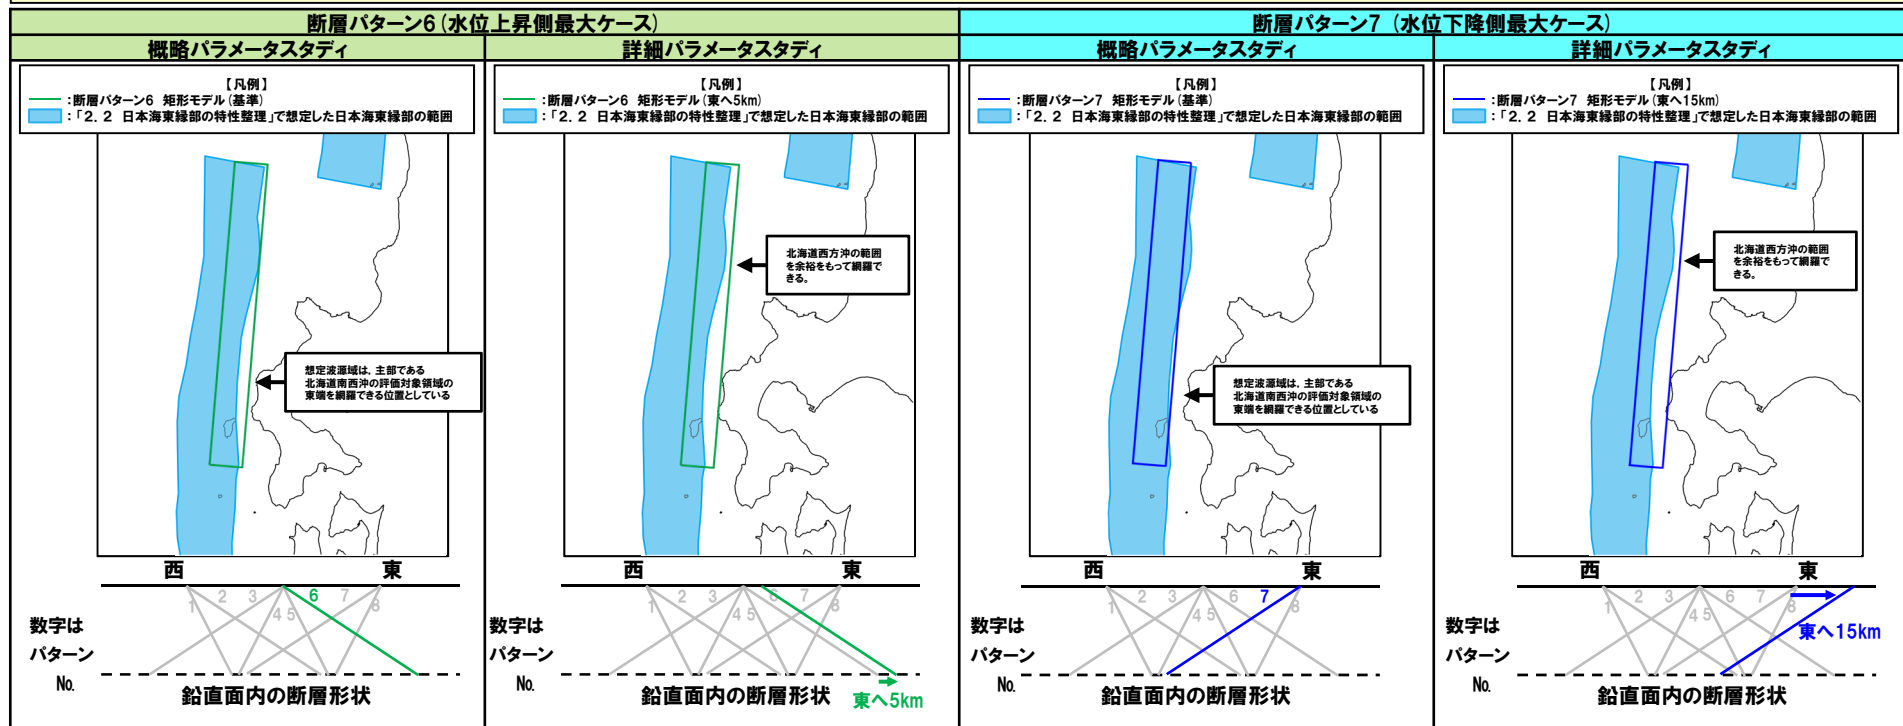 断層パターン6(水位上昇側最大ケース)
断層パターン7 (水位下降側最大ケース)
概略パラメータスタディ
詳細パラメータスタディ
概略パラメータスタディ
詳細パラメータスタディ
【凡例】
:断層パターン6 矩形モデル(基準)
:「2.2 日本海東縁部の特性整理」で想定した日本海東縁部の範囲
想定波源域は,主部である
北海道南西沖の評価対象領域の
東端を網羅できる位置としている
西
東
1
2
3
4
5
6
7
8
数字は
パターン
No.
鉛直面内の断層形状
【凡例】
:断層パターン6 矩形モデル(東へ5km)
:「2.2 日本海東縁部の特性整理」で想定した日本海東縁部の範囲
北海道西方沖の範囲
を余裕をもって網羅で
きる。
西
東
1
2
3
4
5
6
7
8
数字は
パターン
No.
鉛直面内の断層形状
東へ5km
【凡例】
:断層パターン7 矩形モデル(基準)
:「2.2 日本海東縁部の特性整理」で想定した日本海東縁部の範囲
想定波源域は,主部である
北海道南西沖の評価対象領域の
東端を網羅できる位置としている
西
東
1
2
3
4
5
6
7
8
数字は
パターン
No.
鉛直面内の断層形状
【凡例】
:断層パターン7 矩形モデル(東へ15km)
:「2.2 日本海東縁部の特性整理」で想定した日本海東縁部の範囲
北海道西方沖の範囲
を余裕をもって網羅で
きる。
西
東
1
2
3
4
5
6
7
8
東へ15km
数字は
パターン
No.
鉛直面内の断層形状